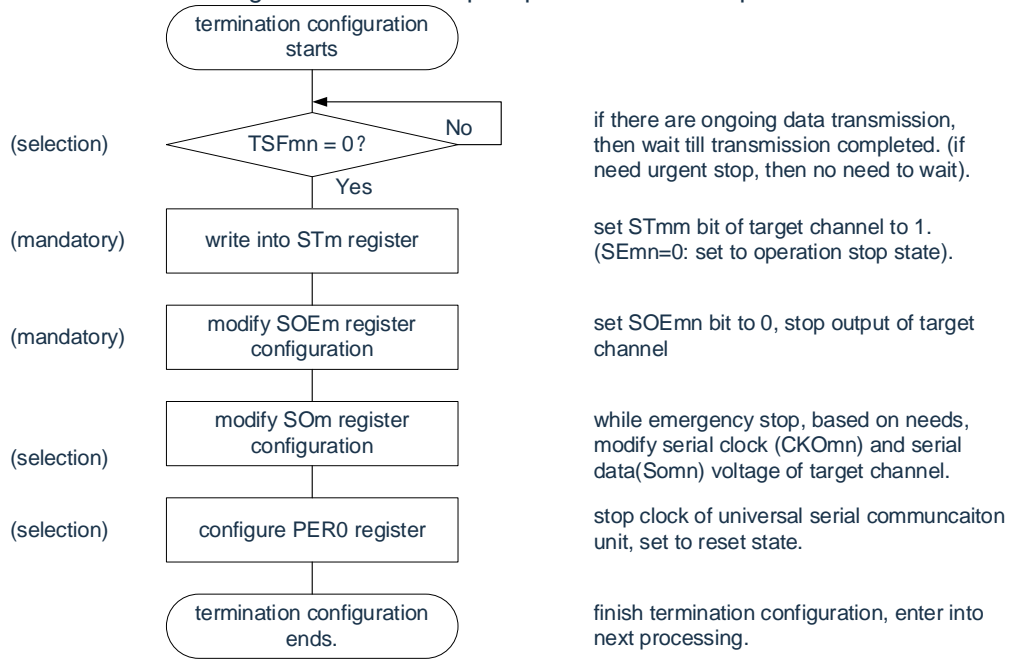 termination configuration
starts
(selection)
TSFmn = 0?
No
Yes
if there are ongoing data transmission,
then wait till transmission completed. (if
need urgent stop, then no need to wait).
(mandatory)
write into STm register
set STmm bit of target channel to 1.
(SEmn=0: set to operation stop state).
(mandatory)
modify SOEm register
configuration
set SOEmn bit to 0, stop output of target
channel
modify SOm register
configuration
(selection)
while emergency stop, based on needs,
modify serial clock (CKOmn) and serial
data(Somn) voltage of target channel.
(selection)
configure PER0 register
stop clock of universal serial communcaiton
unit, set to reset state.
termination configuration
ends.
finish termination configuration, enter into
next processing.